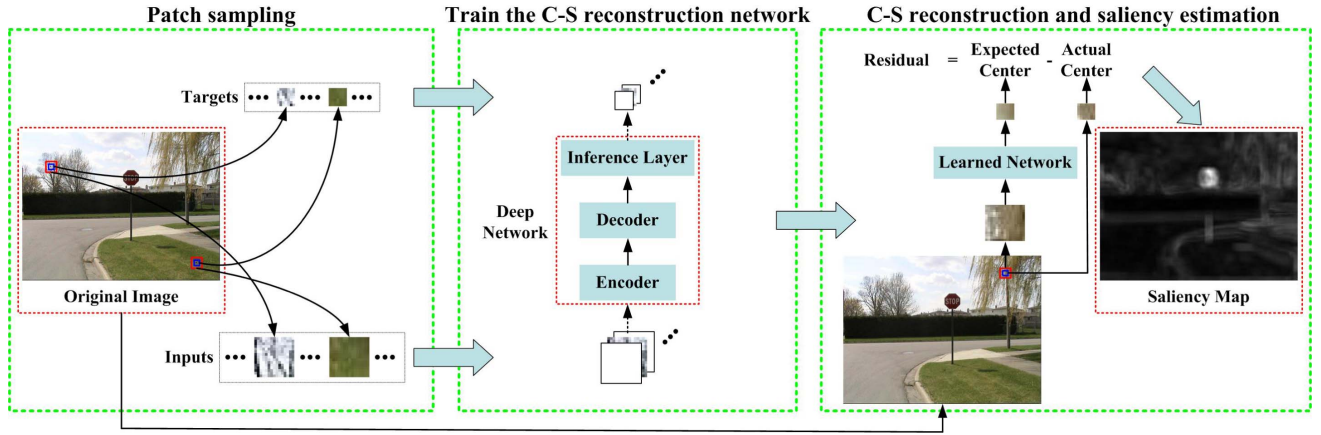 Patch sampling
Targets
Original Image
Inputs
Train the C-S reconstruction network
Inference Layer
Deep
Network
Decoder
Encoder
C-S reconstruction and saliency estimation
Residual = Expected Center - Actual Center
Learned Network
STOP
Saliency Map